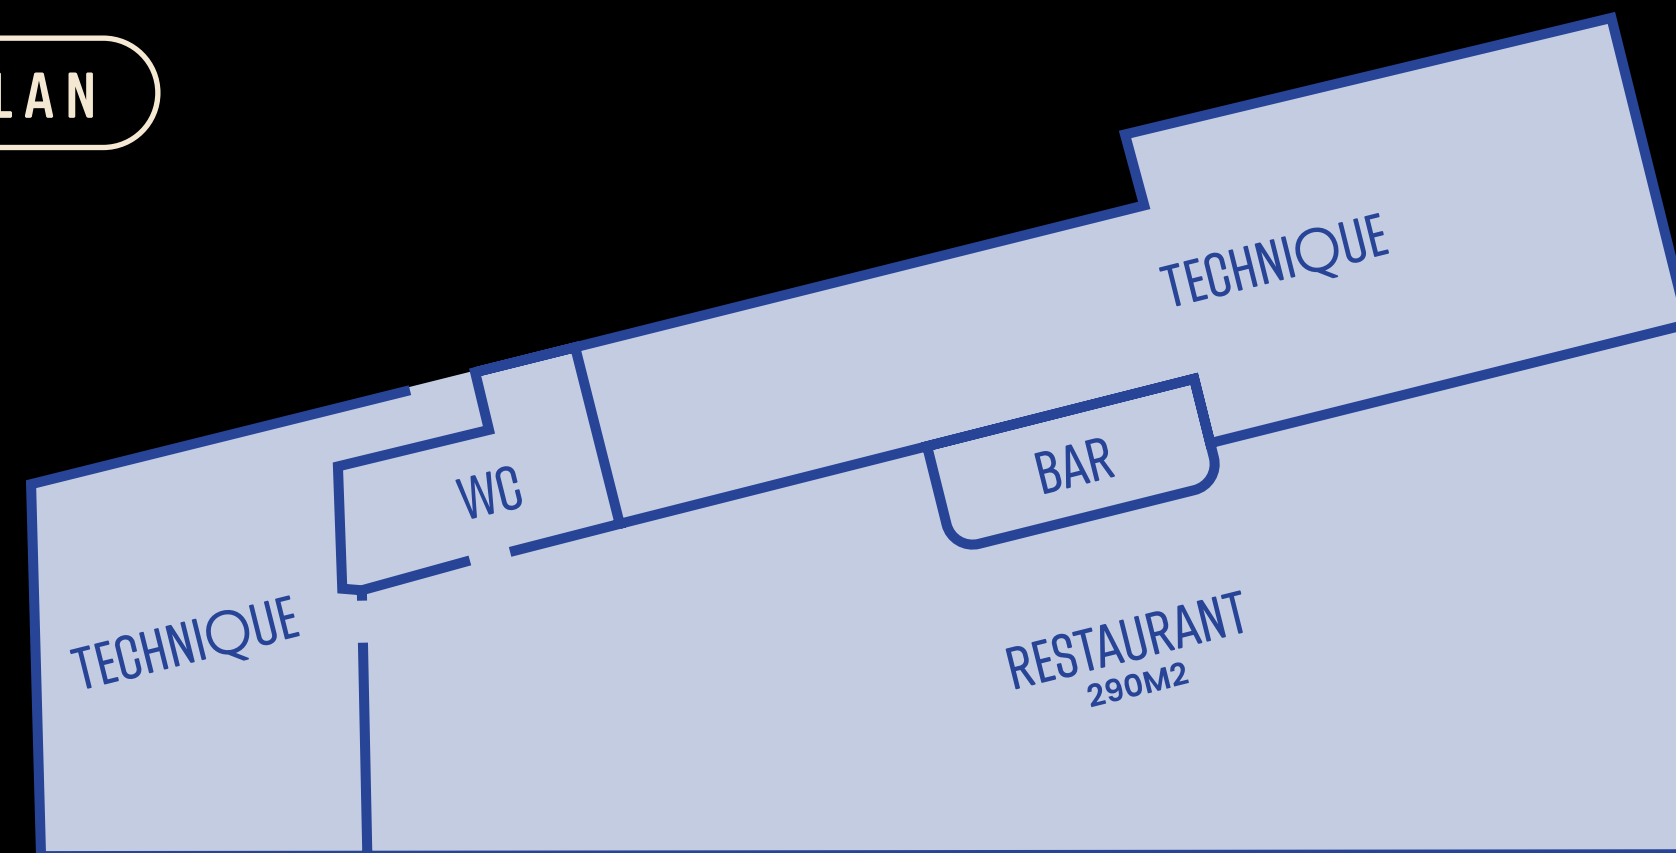 LAN
TECHNIQUE
BAR
WC
TECHNIQUE
RESTAURANT
290M2